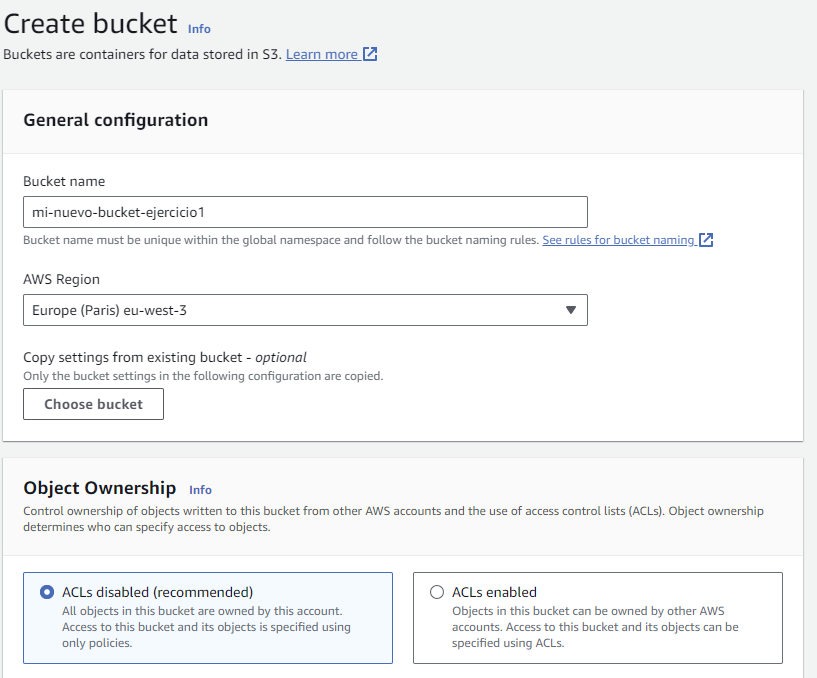 Create bucket Info
Buckets are containers for data stored in S3. Learn more
General configuration
Bucket name
mi-nuevo-bucket-ejercicio1
Bucket name must be unique within the global namespace and follow the bucket naming rules. See rules for bucket naming
AWS Region
Europe (Paris) eu-west-3
Copy settings from existing bucket - optional
Only the bucket settings in the following configuration are copied.
Choose bucket
Object Ownership Info
Control ownership of objects written to this bucket from other AWS accounts and the use of access control lists (ACLs). Object ownership
determines who can specify access to objects.
ACLs disabled (recommended)
All objects in this bucket are owned by this account.
Access to this bucket and its objects is specified using
only policies.
ACLs enabled
Objects in this bucket can be owned by other AWS
accounts. Access to this bucket and its objects can be
specified using ACLs.